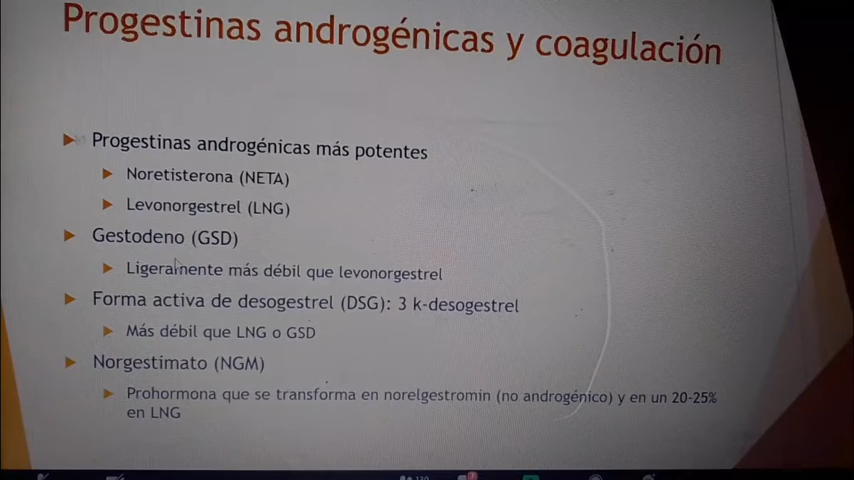 Progestinas androgénicas y coagulación
Progestinas androgénicas más potentes
Noretisterona (NETA)
Levonorgestrel (LNG)
Gestodeno (GSD)
Ligeramente más débil que levonorgestrel
Forma activa de desogestrel (DSG): 3 k-desogestrel
Más débil que LNG o GSD
Norgestimato (NGM)
Prohormona que se transforma en norelgestromin (no androgénico) y en un 20-25%
en LNG